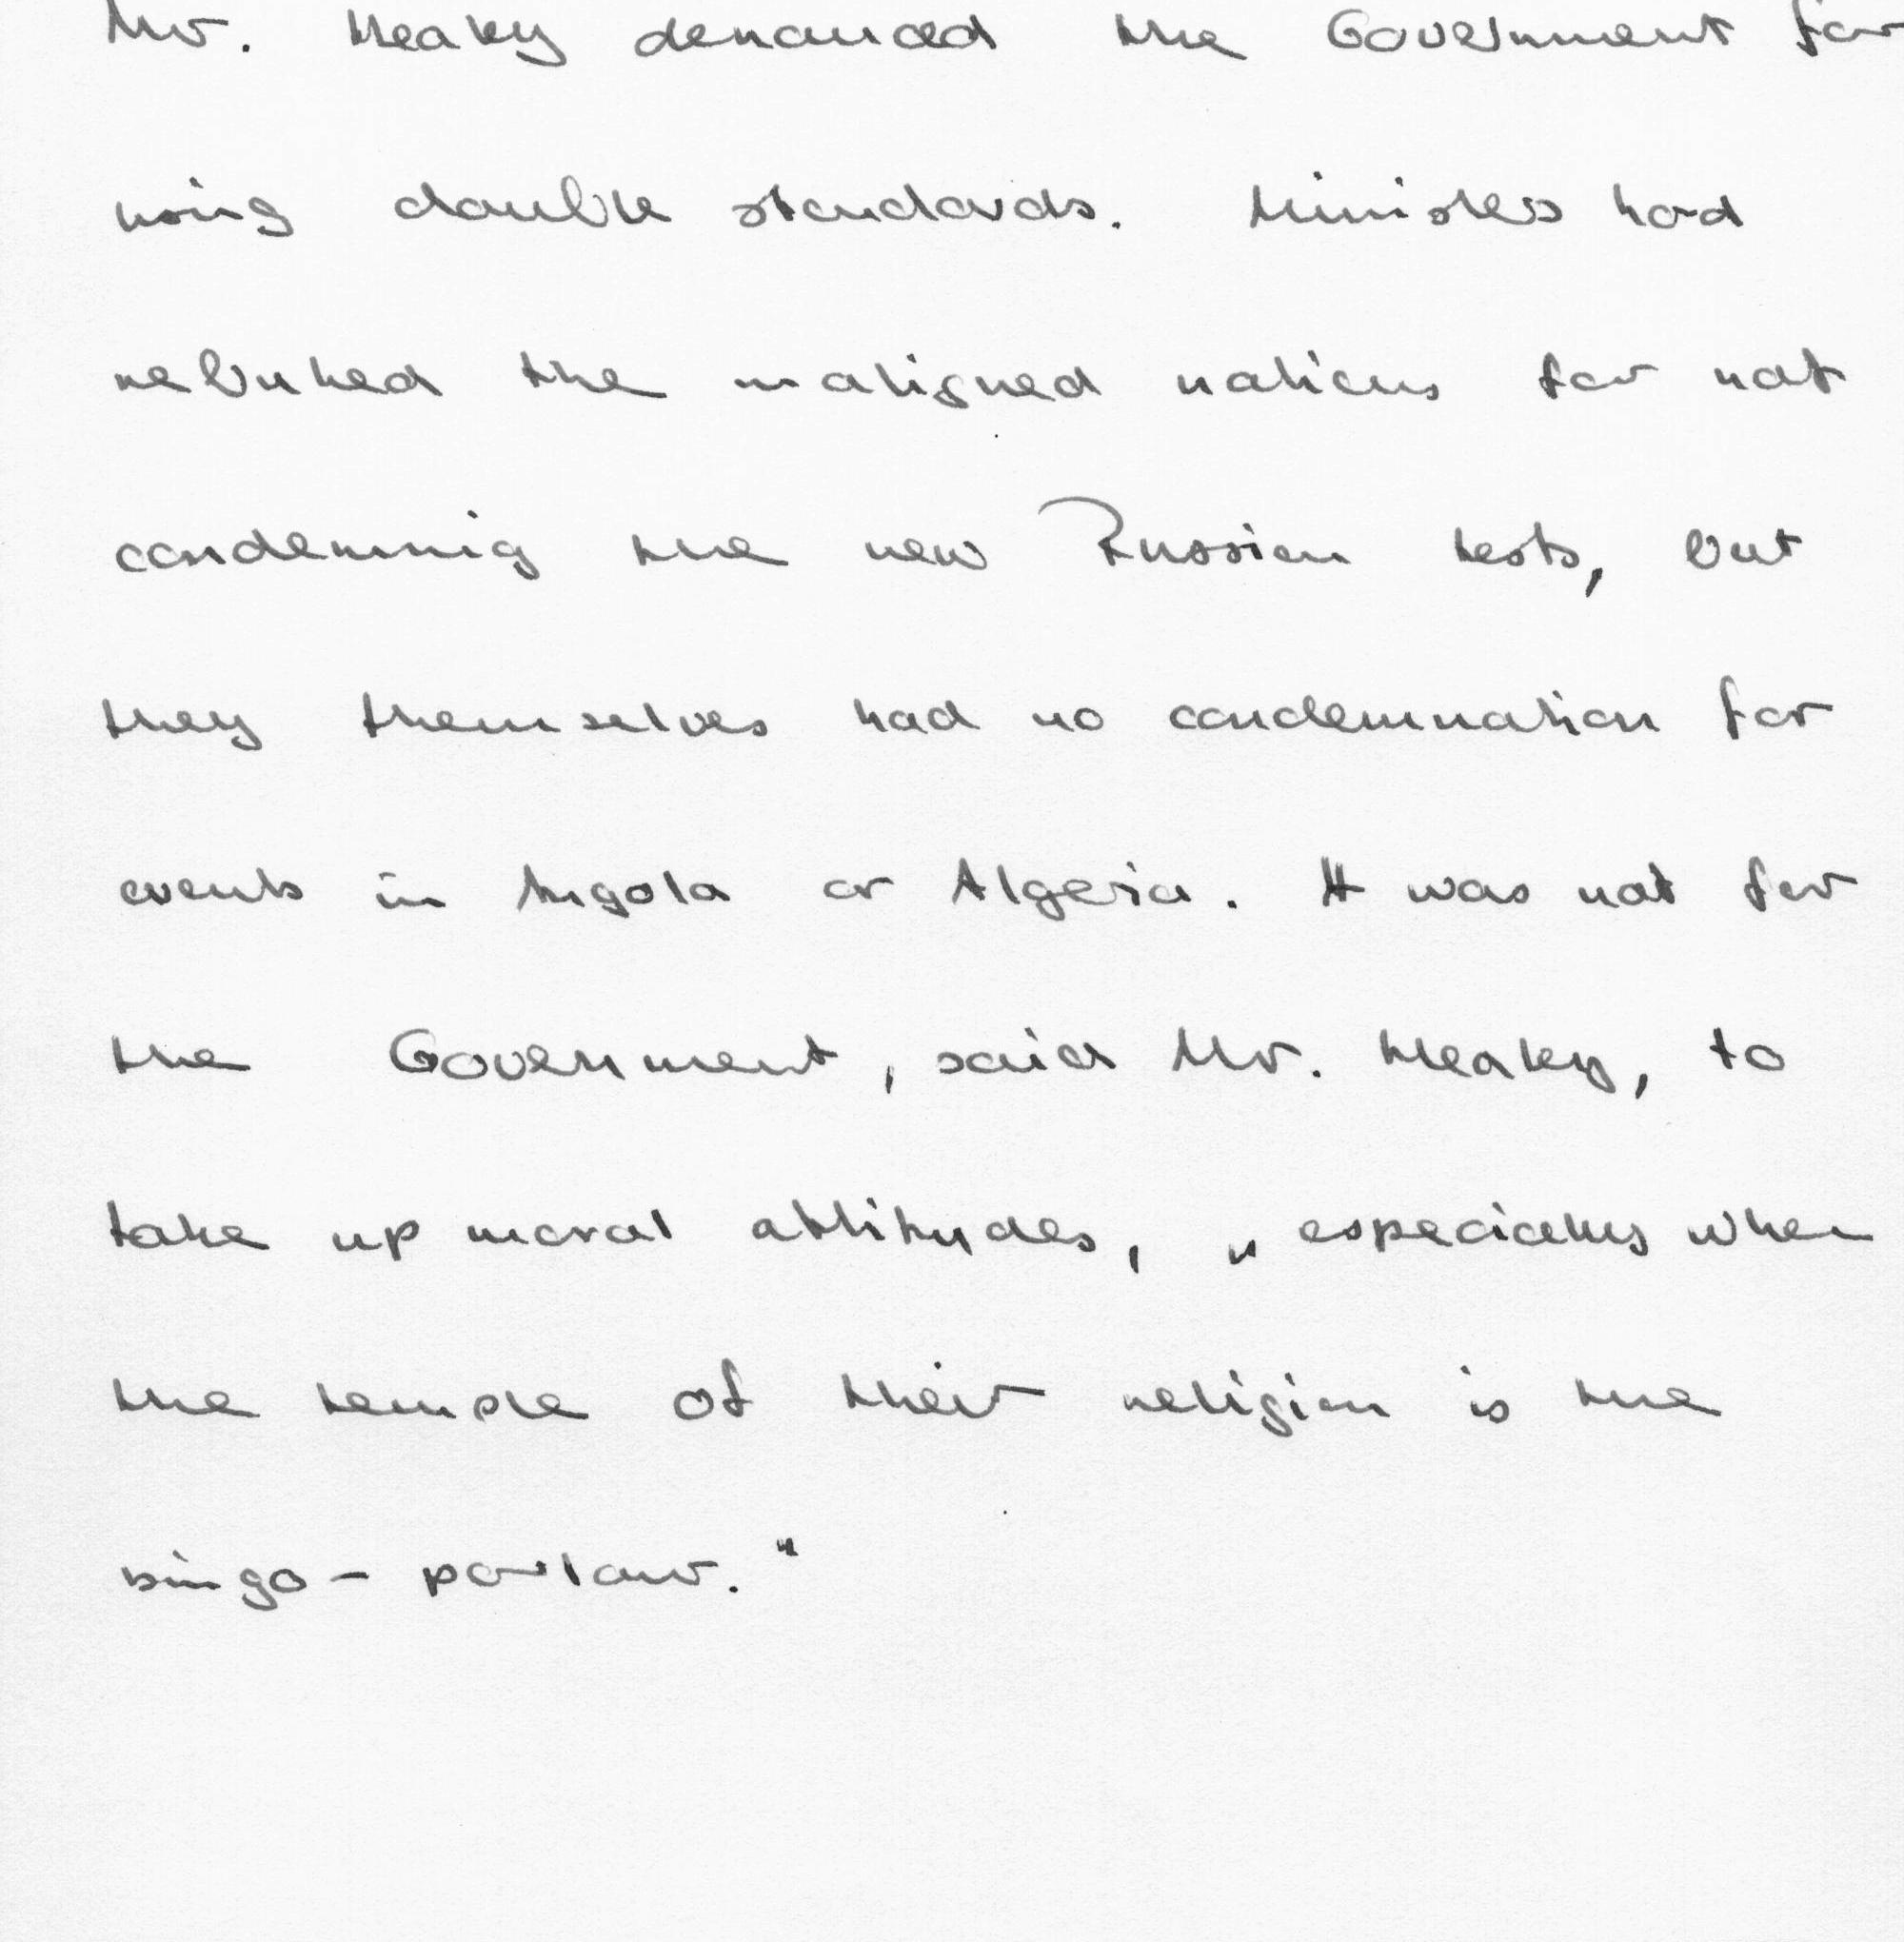 Mr. Healey denounced the Government for
using double standards. Ministers had
rebuked the maligned nations for not
condemning the new Russian tests, but
they themselves had no condemnation for
events in Angola or Algeria. It was not for
the Government, said Mr. Healey, to
take up moral attitudes, „especially when
the temple of their religion is the
bingo-parlour.“